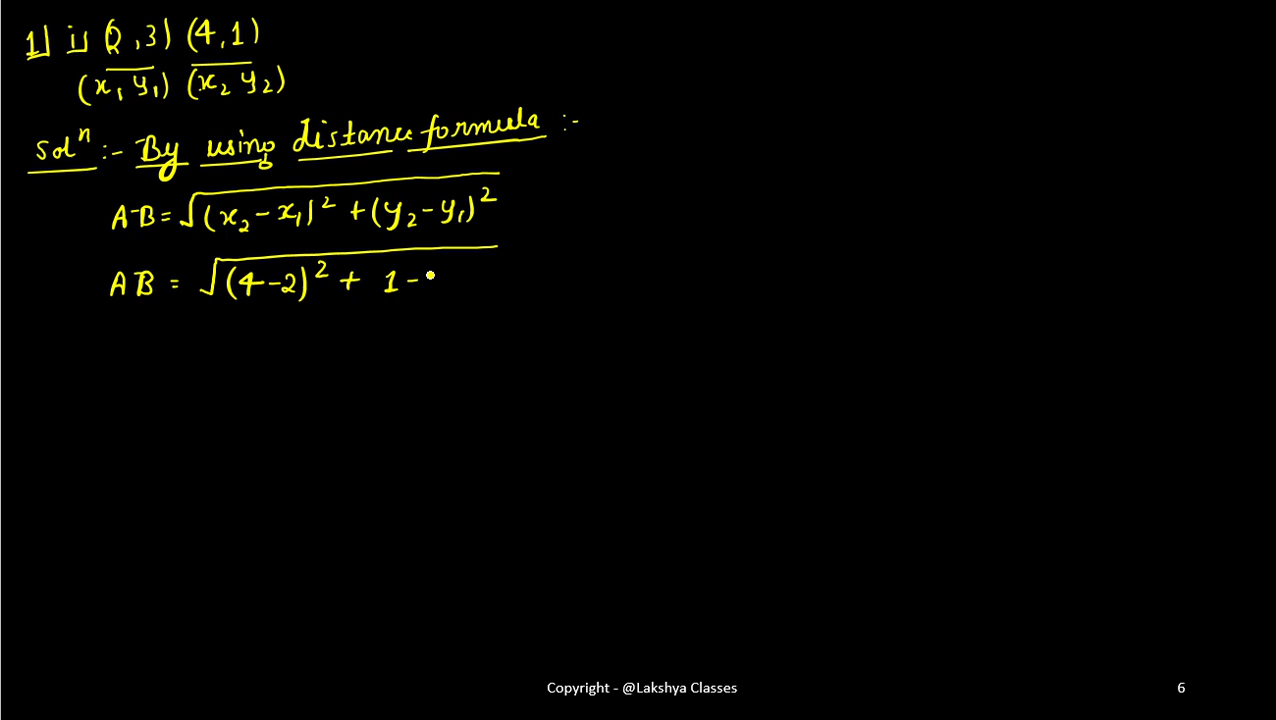 1] i] (2,3) (4,1)
(x₁ y₁) (x₂ y₂)
Solⁿ :- By using distance formula :-
AB = √(x₂ - x₁)² + (y₂ - y₁)²
AB = √(4-2)² + 1 -
Copyright - @Lakshya Classes
6